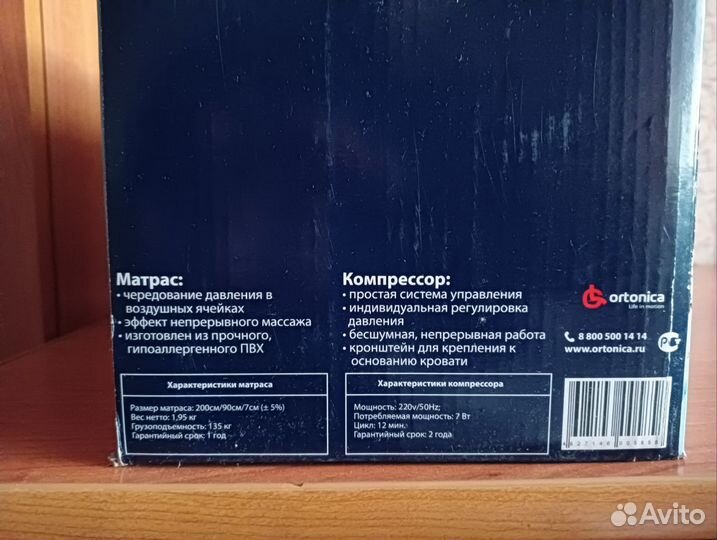 Матрас:
• чередование давления в
воздушных ячейках
• эффект непрерывного массажа
• изготовлен из прочного,
гипоаллергенного ПВХ
Характеристики матраса
Размер матраса: 200см/90см/7см (± 5%)
Вес нетто: 1,95 кг
Грузоподъемность: 135 кг
Гарантийный срок: 1 год
Компрессор:
• простая система управления
• индивидуальная регулировка
давления
• бесшумная, непрерывная работа
• кронштейн для крепления к
основанию кровати
Характеристики компрессора
Мощность: 220v/50Hz;
Потребляемая мощность: 7 Вт
Цикл: 12 мин.
Гарантийный срок: 2 года
ortonica
Life in motion
8 800 500 14 14
www.ortonica.ru
Avito